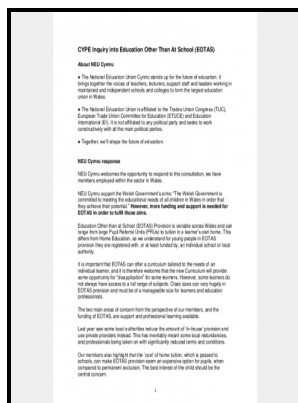 CYPE Inquiry into Education Other Than At School (EOTAS)
About NEU Cymru
● The National Education Union Cymru stands up for the future of education. It
brings together the voices of teachers, lecturers, support staff and leaders working in
maintained and independent schools and colleges to form the largest education
union in Wales.
● The National Education Union is affiliated to the Trades Union Congress (TUC),
European Trade Union Committee for Education (ETUCE) and Education
International (EI). It is not affiliated to any political party and seeks to work
constructively with all the main political parties.
● Together, we'll shape the future of education.
NEU Cymru response
NEU Cymru welcomes the opportunity to respond to this consultation, we have
members employed within the sector in Wales.
NEU Cymru support the Welsh Government's aims: "The Welsh Government is
committed to meeting the educational needs of all children in Wales in order that
they achieve their potential." However, more funding and support is needed for
EOTAS in order to fulfil those aims.
Education Other than at School (EOTAS) Provision is variable across Wales and can
range from large Pupil Referral Units (PRUs) to tuition in a learner's own home. This
differs from Home Education, as we understand for young people in EOTAS
provision they are registered with, or at least funded by, an individual school or local
authority.
It is important that EOTAS can offer a curriculum tailored to the needs of an
individual learner, and it is therefore welcome that the new Curriculum will provide
some opportunity for "disapplication" for some learners. However, some learners do
not always have access to a full range of subjects. Class sizes can vary hugely in
EOTAS provision and must be of a manageable size for learners and education
professionals.
The two main areas of concern from the perspective of our members, and the
funding of EOTAS, are support and professional learning available.
Last year saw some local authorities reduce the amount of 'in-house' provision and
use private providers instead. This has inevitably meant some local redundancies,
and professionals being taken on with significantly reduced terms and conditions.
Our members also highlight that the 'cost' of home tuition, which is passed to
schools, can make EOTAS provision seem an expensive option for pupils, when
compared to permanent exclusion. The best interest of the child should be the
central concern.
1